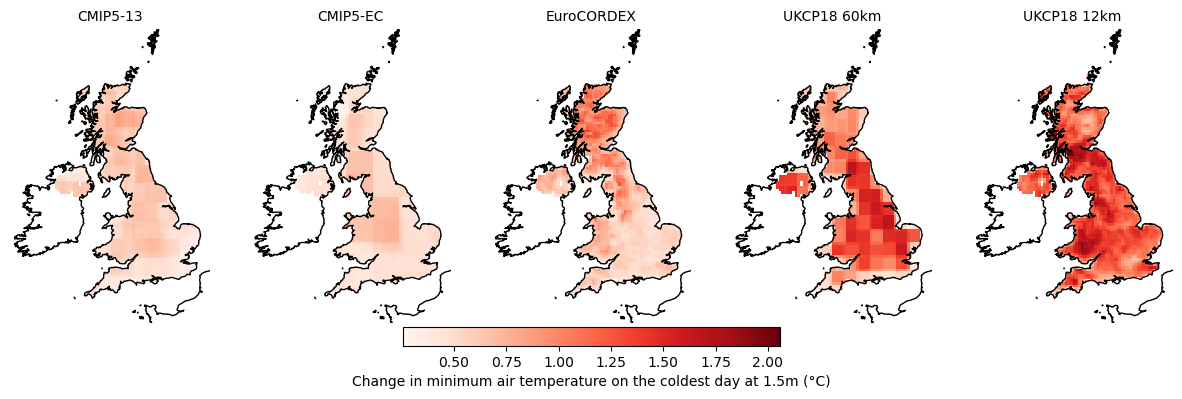 CMIP5-13 CMIP5-EC EuroCORDEX UKCP18 60km UKCP18 12km
0.50 0.75 1.00 1.25 1.50 1.75 2.00
Change in minimum air temperature on the coldest day at 1.5m (°C)